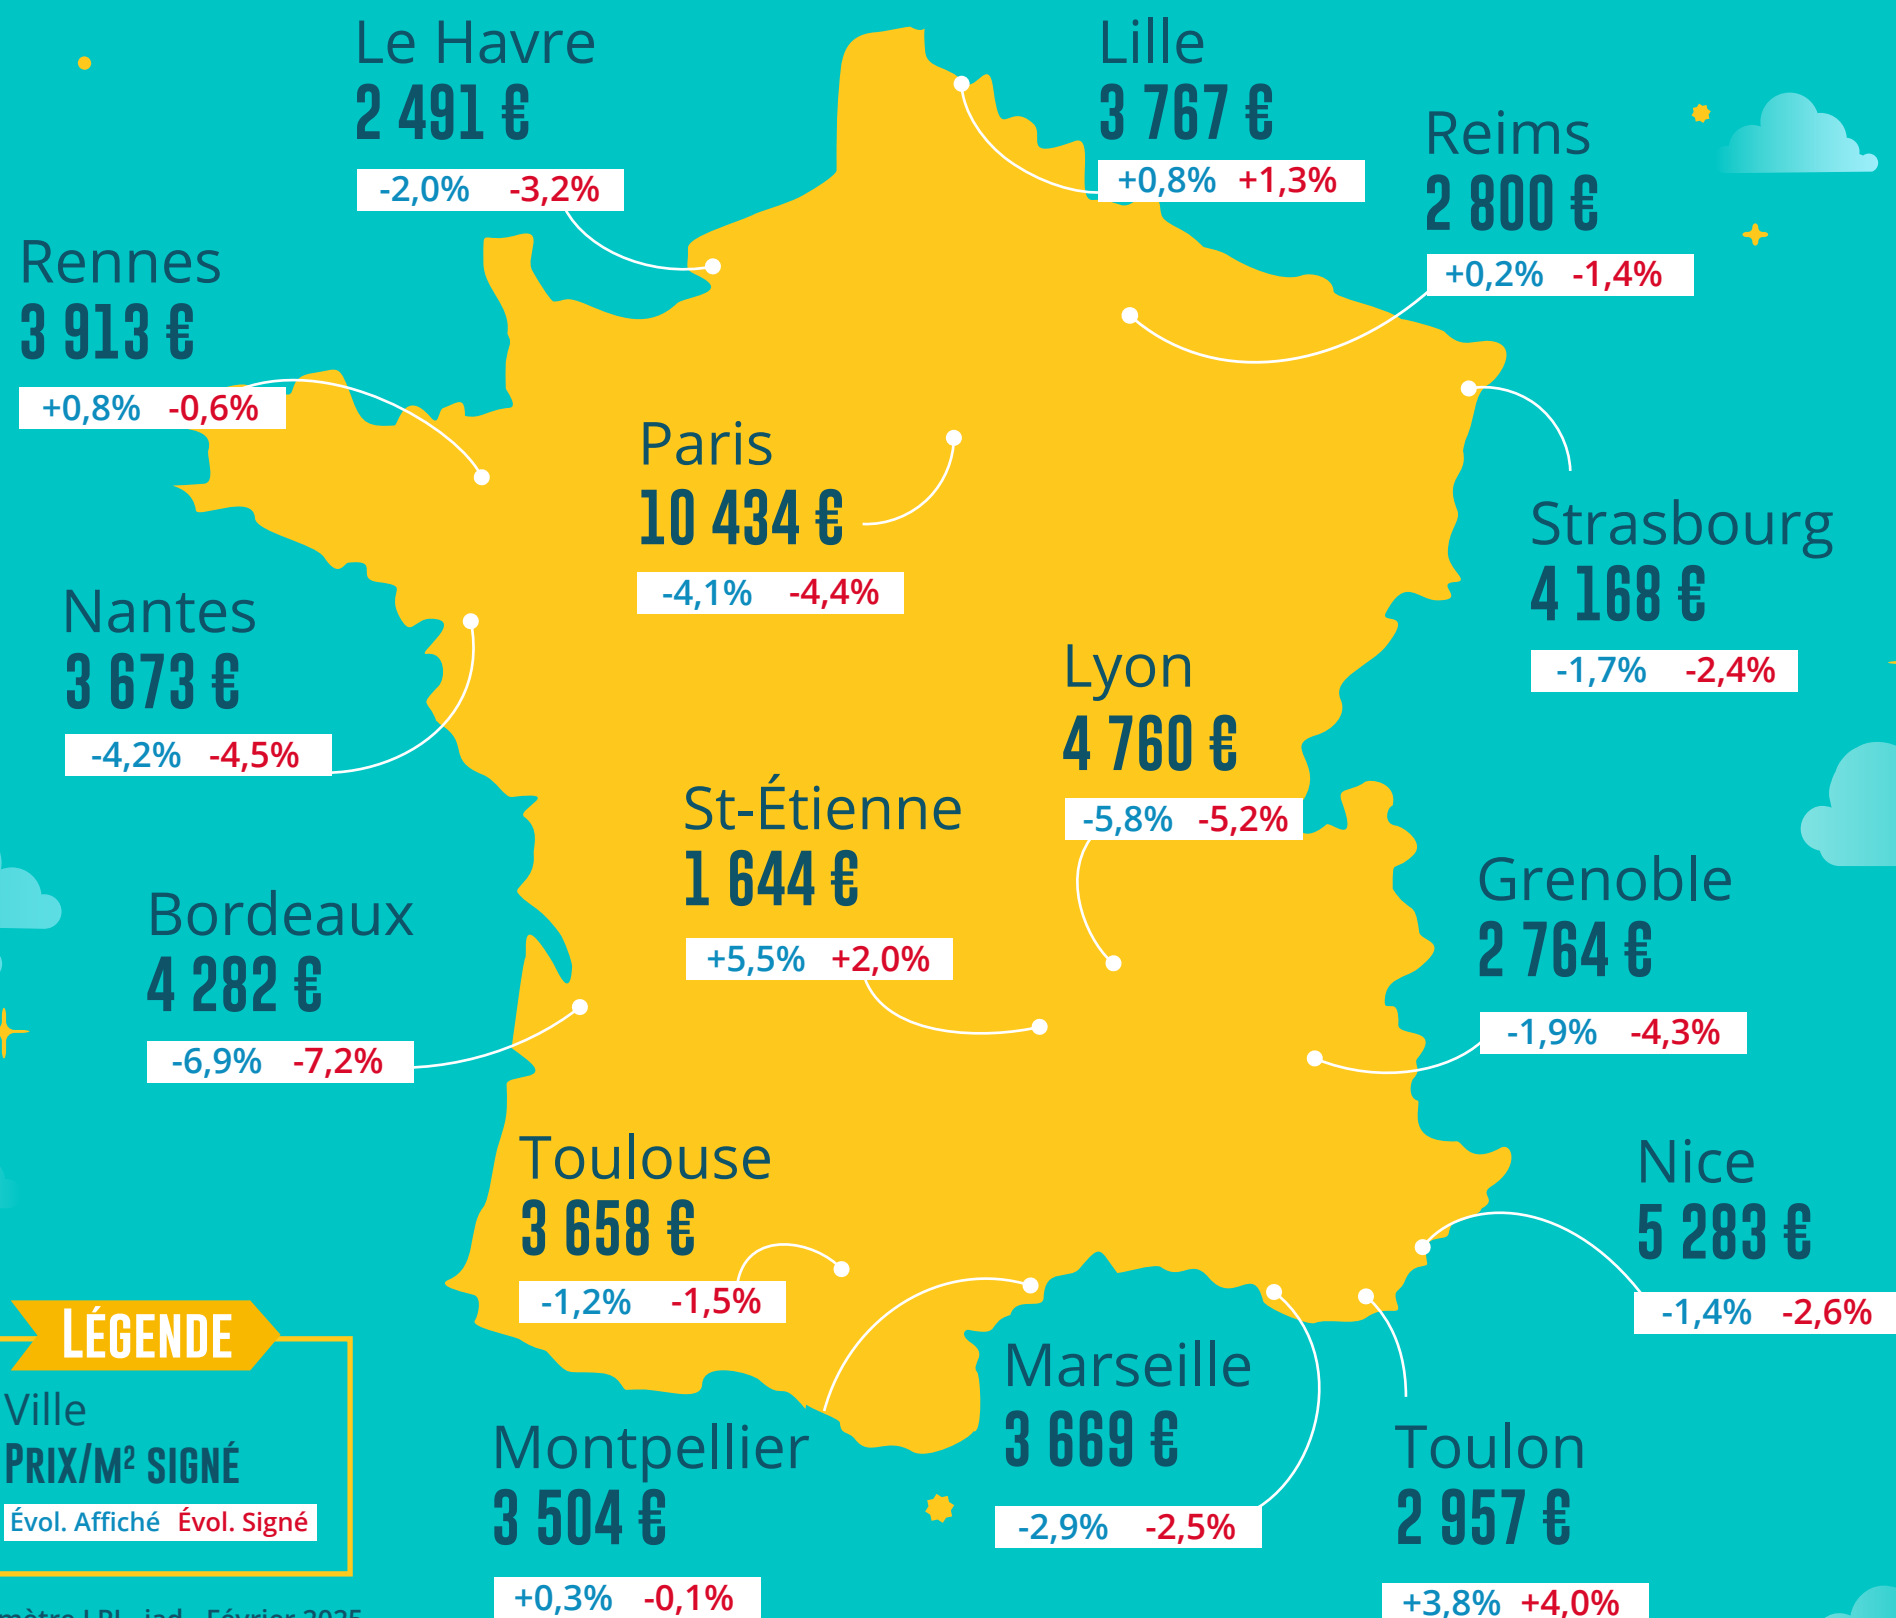 Le Havre
2 491 €
-2,0% -3,2%
Lille
3 767 €
+0,8% +1,3%
Reims
2 800 €
+0,2% -1,4%
Rennes
3 913 €
+0,8% -0,6%
Paris
10 434 €
-4,1% -4,4%
Strasbourg
4 168 €
-1,7% -2,4%
Nantes
3 673 €
-4,2% -4,5%
Lyon
4 760 €
-5,8% -5,2%
St-Étienne
1 644 €
+5,5% +2,0%
Bordeaux
4 282 €
-6,9% -7,2%
Grenoble
2 764 €
-1,9% -4,3%
Toulouse
3 658 €
-1,2% -1,5%
Nice
5 283 €
-1,4% -2,6%
Marseille
3 669 €
-2,9% -2,5%
Montpellier
3 504 €
+0,3% -0,1%
Toulon
2 957 €
+3,8% +4,0%
LÉGENDE
Ville
PRIX/M² SIGNÉ
Évol. Affiché Évol. Signé
LPI - iad - Février 2025